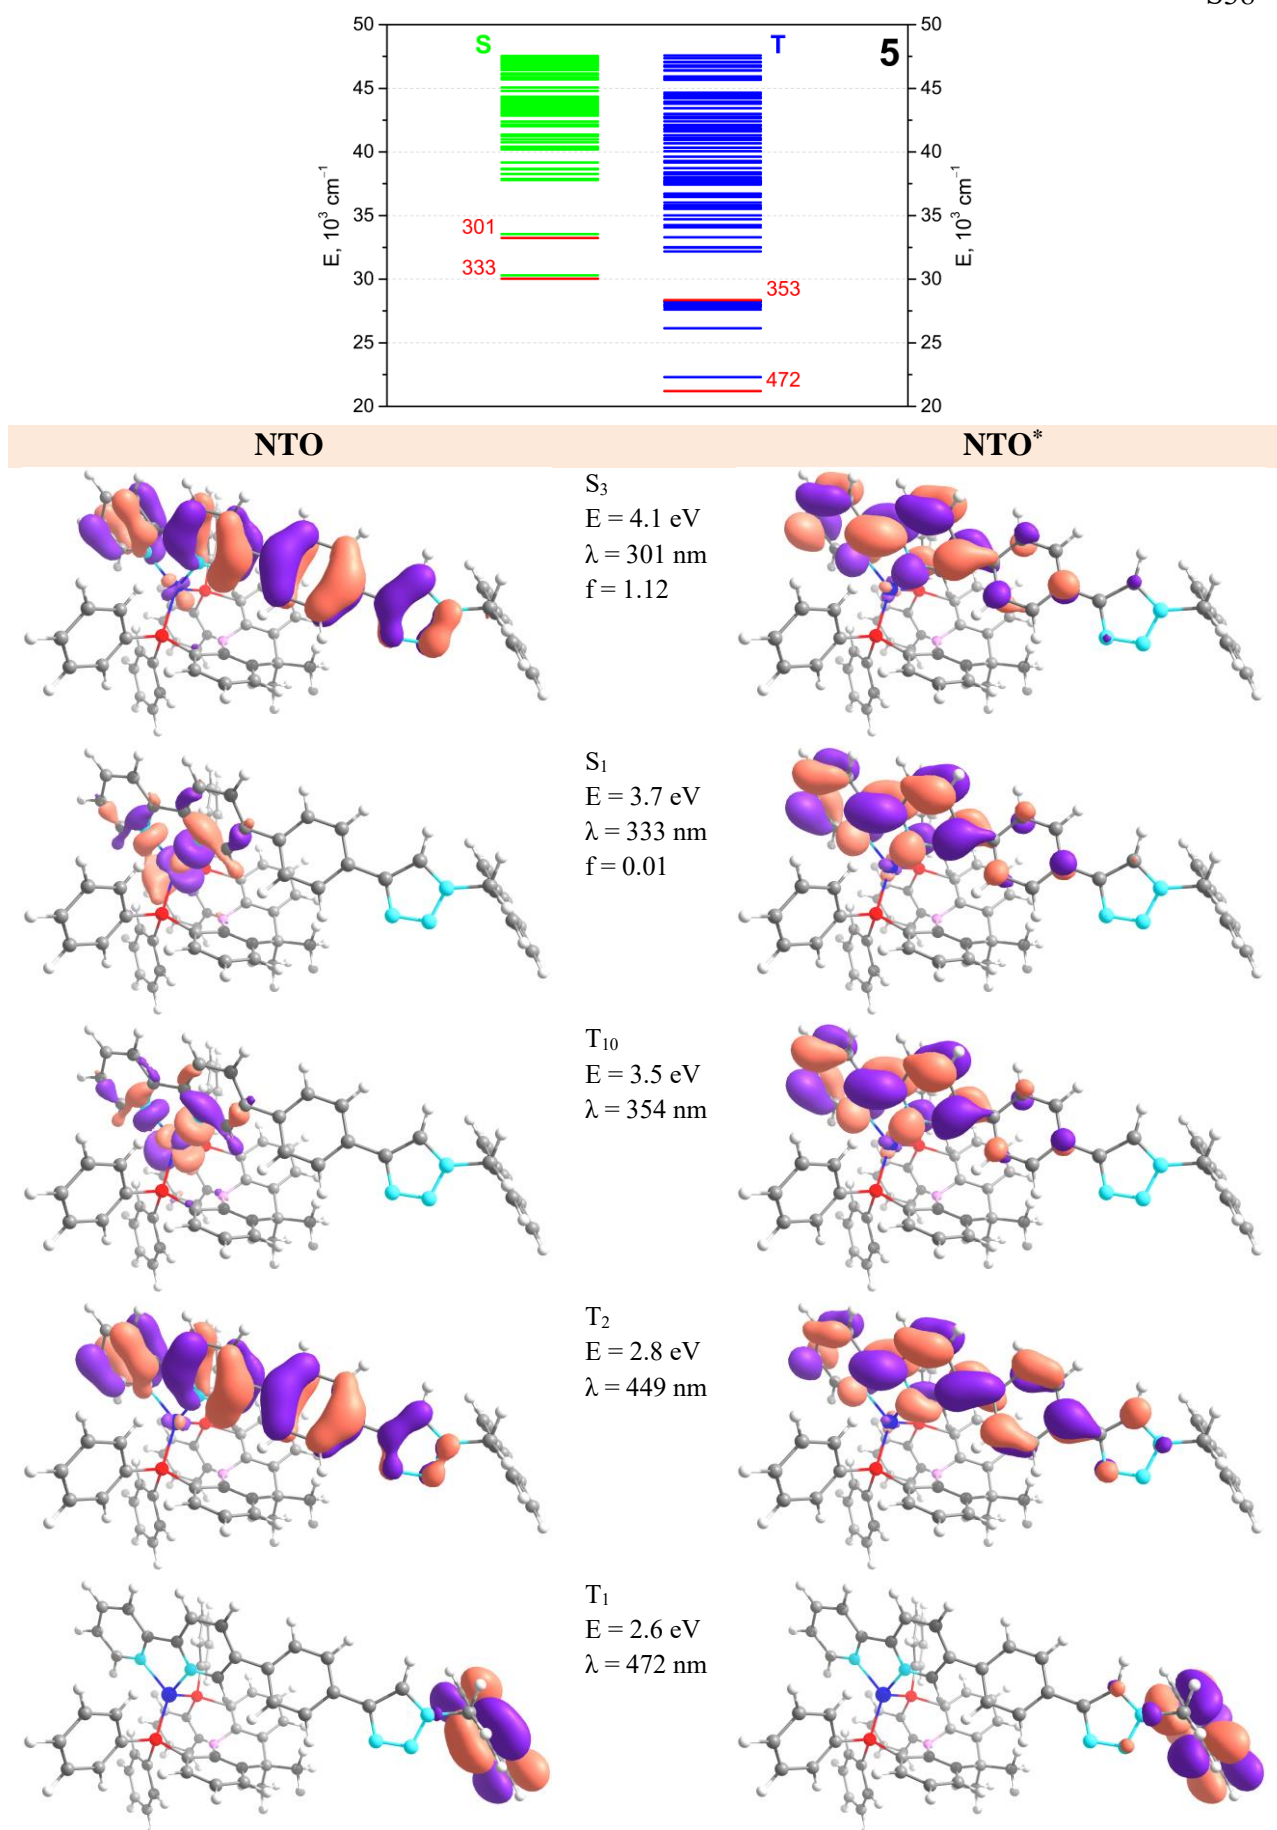 S T 5
50 50
45 45
40 40
35 35
30 30
25 25
20 20
E, 10³ cm⁻¹
E, 10³ cm⁻¹
301
333
353
472
NTO NTO*
S₃
E = 4.1 eV
λ = 301 nm
f = 1.12
S₁
E = 3.7 eV
λ = 333 nm
f = 0.01
T₁₀
E = 3.5 eV
λ = 354 nm
T₂
E = 2.8 eV
λ = 449 nm
T₁
E = 2.6 eV
λ = 472 nm